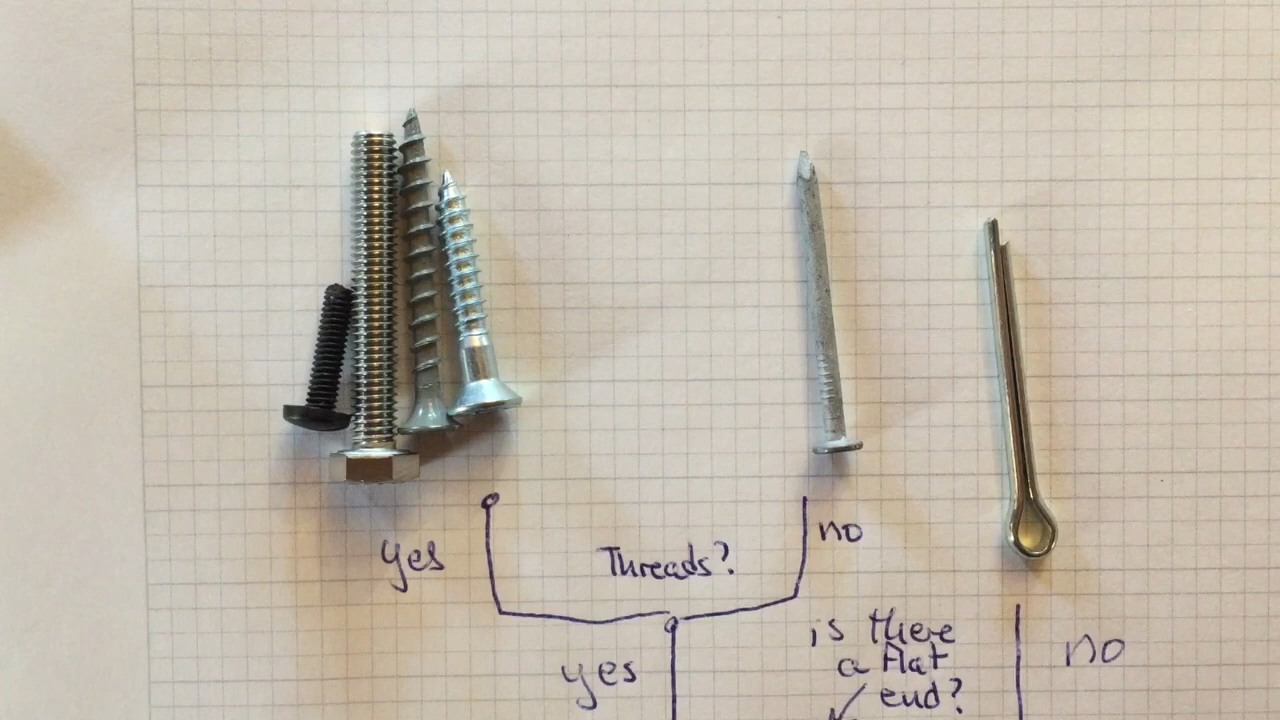 yes
Threads?
no
yes
is there
a flat
end?
no